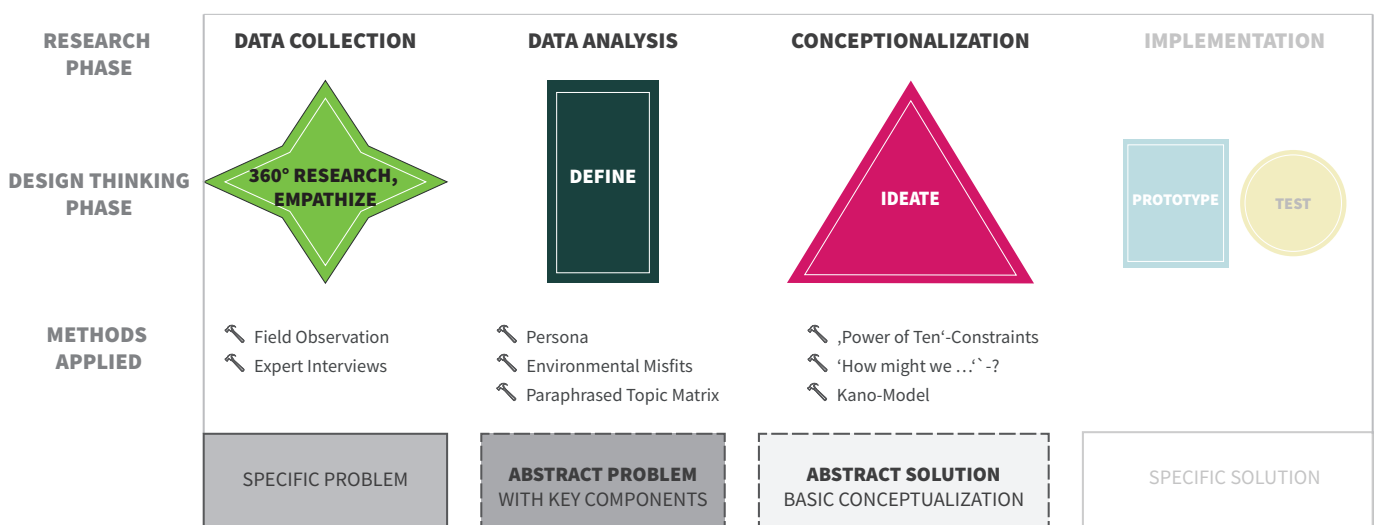 RESEARCH
PHASE
DATA COLLECTION
DATA ANALYSIS
CONCEPTIONALIZATION
IMPLEMENTATION
DESIGN THINKING
PHASE
360° RESEARCH,
EMPATHIZE
DEFINE
IDEATE
PROTOTYPE
TEST
METHODS
APPLIED
Field Observation
Expert Interviews
Persona
Environmental Misfits
Paraphrased Topic Matrix
‚Power of Ten‘-Constraints
‘How might we …‘`-?
Kano-Model
SPECIFIC PROBLEM
ABSTRACT PROBLEM
WITH KEY COMPONENTS
ABSTRACT SOLUTION
BASIC CONCEPTUALIZATION
SPECIFIC SOLUTION